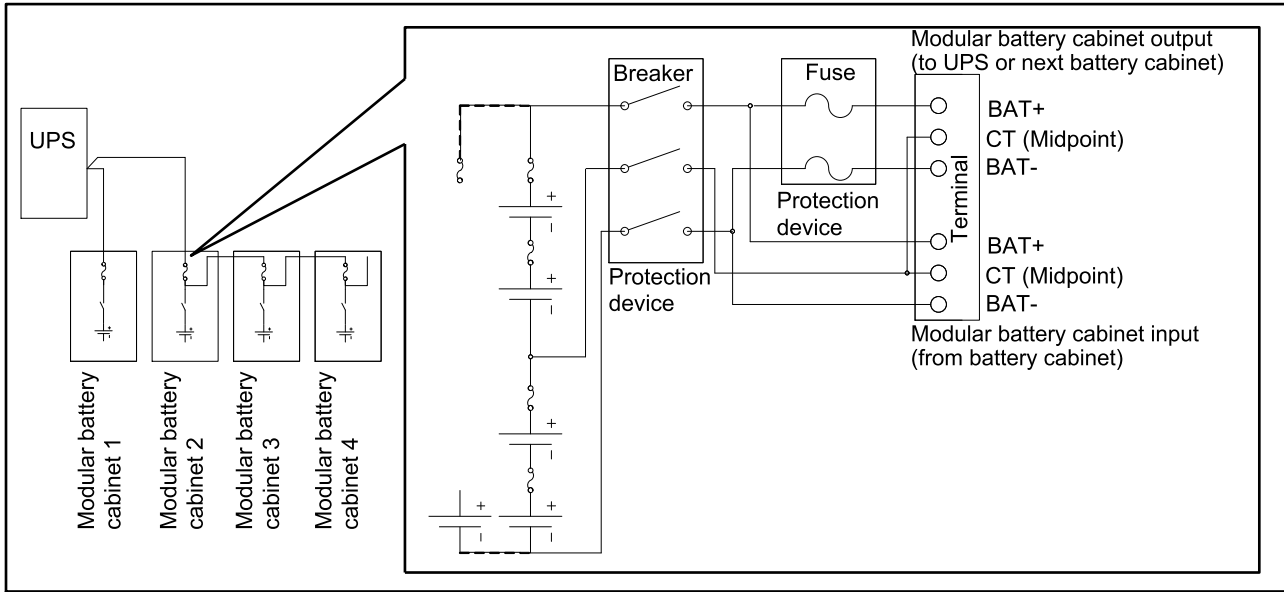 UPS
Modular battery
cabinet 1
Modular battery
cabinet 2
Modular battery
cabinet 3
Modular battery
cabinet 4
Breaker
Protection
device
Fuse
Protection
device
Modular battery cabinet output
(to UPS or next battery cabinet)
BAT+
CT (Midpoint)
BAT-
Terminal
BAT+
CT (Midpoint)
BAT-
Modular battery cabinet input
(from battery cabinet)